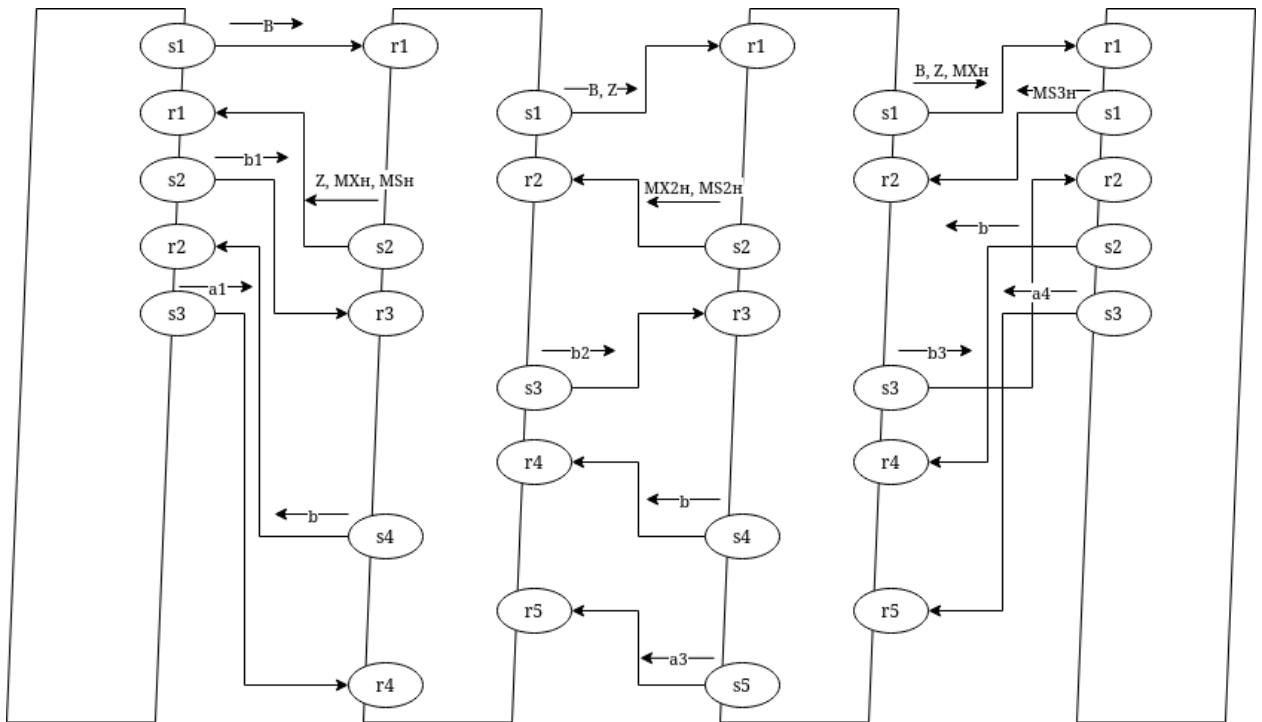 B
s1
r1
r1
r1
B, Z, MXн
B, Z
MS3н
r1
s1
s1
s1
b1
s2
r2
r2
r2
Z, MXн, MSн
MX2н, MS2н
b
r2
s2
s2
s2
a1
a4
s3
r3
r3
s3
b2
b3
s3
s3
r4
r4
b
b
s4
s4
r5
r5
a3
r4
s5